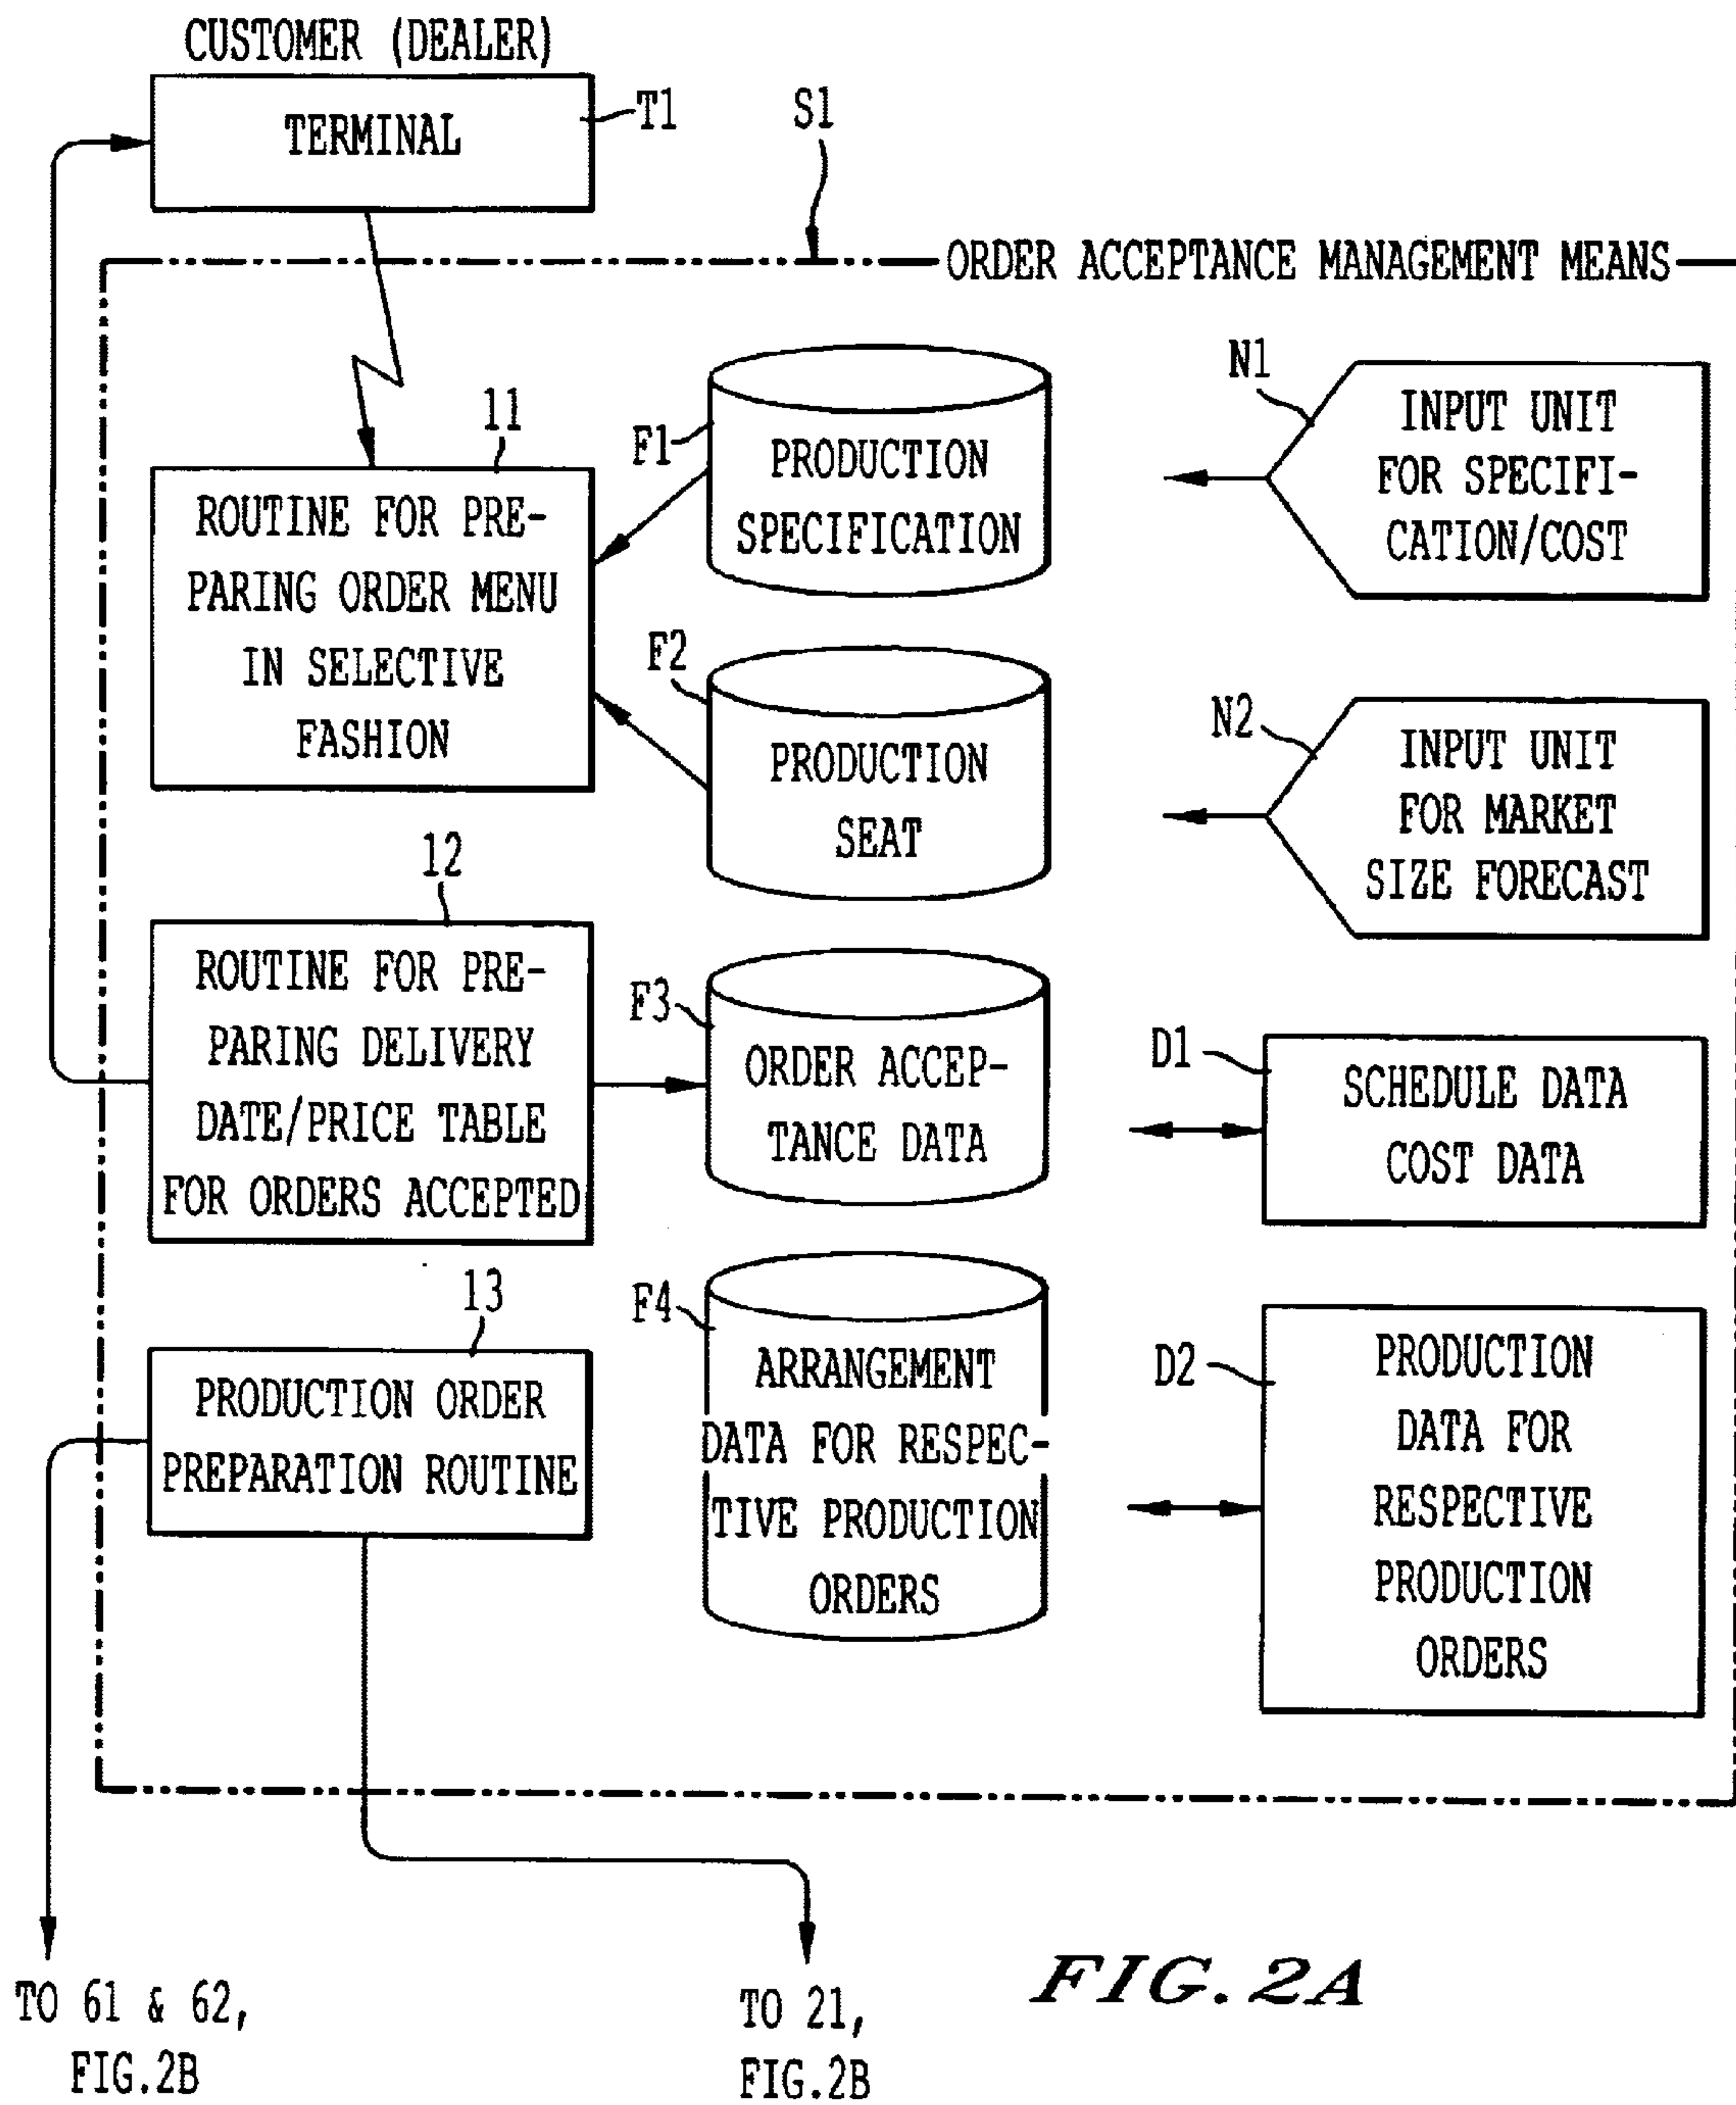 CUSTOMER (DEALER)
TERMINAL
T1
S1
ORDER ACCEPTANCE MANAGEMENT MEANS
11
ROUTINE FOR PRE-
PARING ORDER MENU
IN SELECTIVE
FASHION
F1
PRODUCTION
SPECIFICATION
N1
INPUT UNIT
FOR SPECIFI-
CATION/COST
F2
PRODUCTION
SEAT
N2
INPUT UNIT
FOR MARKET
SIZE FORECAST
12
ROUTINE FOR PRE-
PARING DELIVERY
DATE/PRICE TABLE
FOR ORDERS ACCEPTED
F3
ORDER ACCEP-
TANCE DATA
D1
SCHEDULE DATA
COST DATA
13
PRODUCTION ORDER
PREPARATION ROUTINE
F4
ARRANGEMENT
DATA FOR RESPEC-
TIVE PRODUCTION
ORDERS
D2
PRODUCTION
DATA FOR
RESPECTIVE
PRODUCTION
ORDERS
TO 61 & 62,
FIG.2B
TO 21,
FIG.2B
FIG. 2A